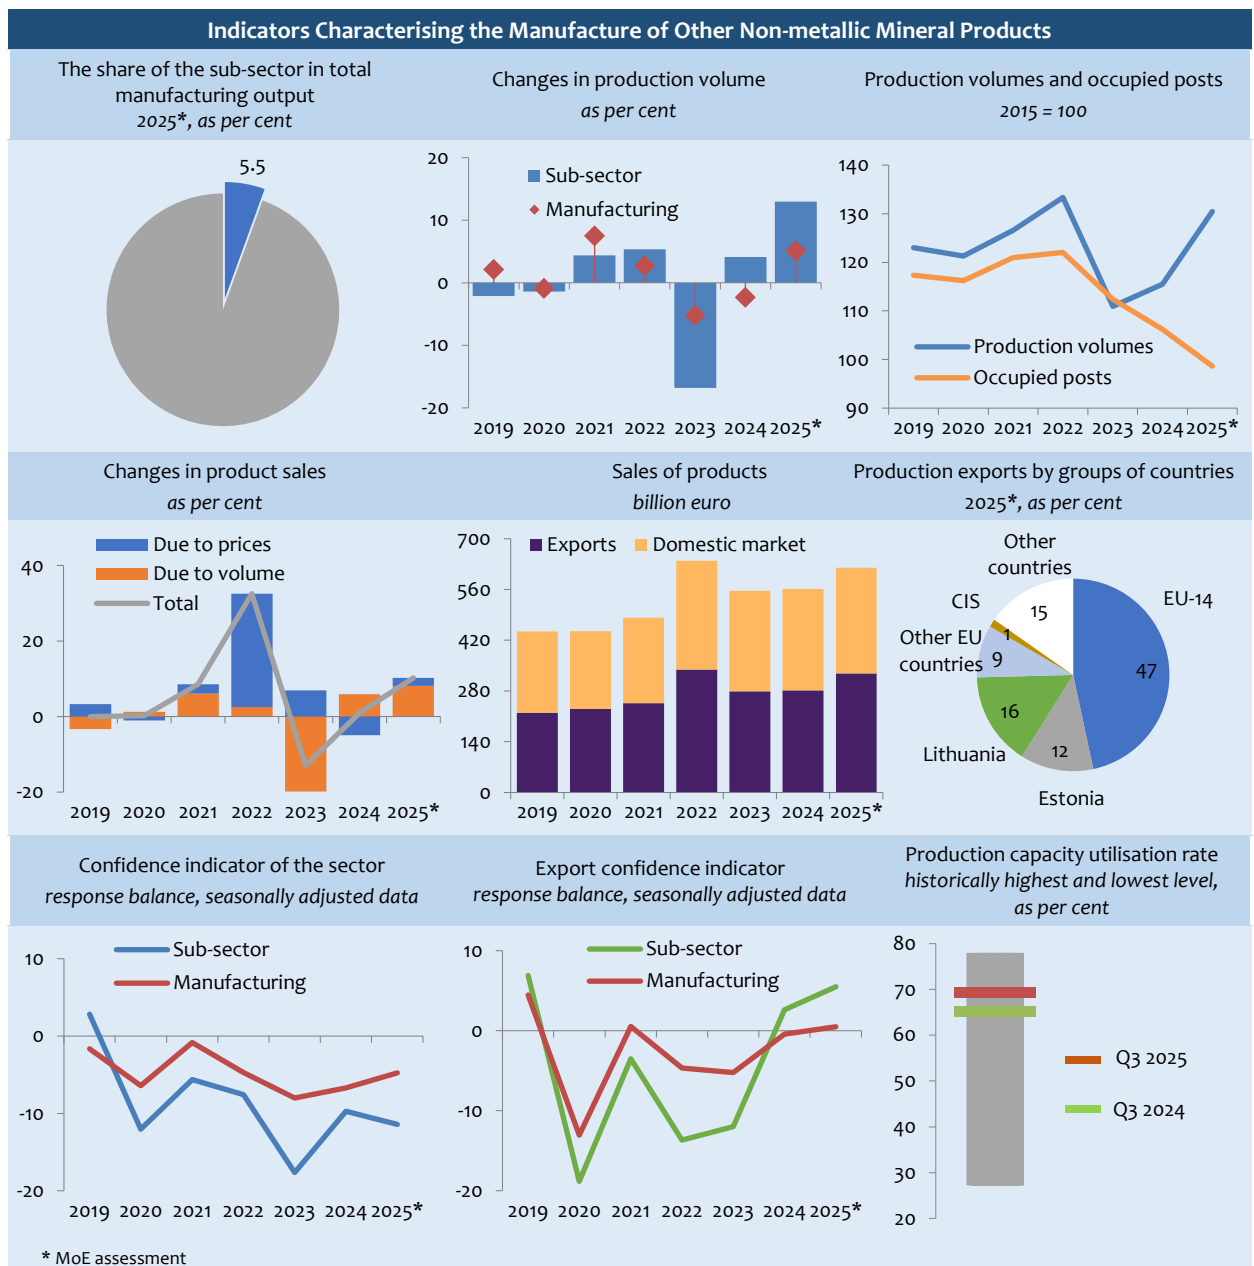 Indicators Characterising the Manufacture of Other Non-metallic Mineral Products
The share of the sub-sector in total
manufacturing output
2025*, as per cent
5.5
Changes in production volume
as per cent
20
10
0
-10
-20
Sub-sector
Manufacturing
2019 2020 2021 2022 2023 2024 2025*
Production volumes and occupied posts
2015 = 100
140
130
120
110
100
90
Production volumes
Occupied posts
2019 2020 2021 2022 2023 2024 2025*
Changes in product sales
as per cent
Due to prices
Due to volume
Total
40
20
0
-20
2019 2020 2021 2022 2023 2024 2025*
Sales of products
billion euro
700
560
420
280
140
0
Exports
Domestic market
2019 2020 2021 2022 2023 2024 2025*
Production exports by groups of countries
2025*, as per cent
Other
countries
15
EU-14
47
CIS
1
Other EU
countries
9
16
Lithuania
12
Estonia
Confidence indicator of the sector
response balance, seasonally adjusted data
Sub-sector
Manufacturing
10
0
-10
-20
2019 2020 2021 2022 2023 2024 2025*
Export confidence indicator
response balance, seasonally adjusted data
Sub-sector
Manufacturing
10
0
-10
-20
2019 2020 2021 2022 2023 2024 2025*
Production capacity utilisation rate
historically highest and lowest level,
as per cent
80
70
60
50
40
30
20
Q3 2025
Q3 2024
* MoE assessment